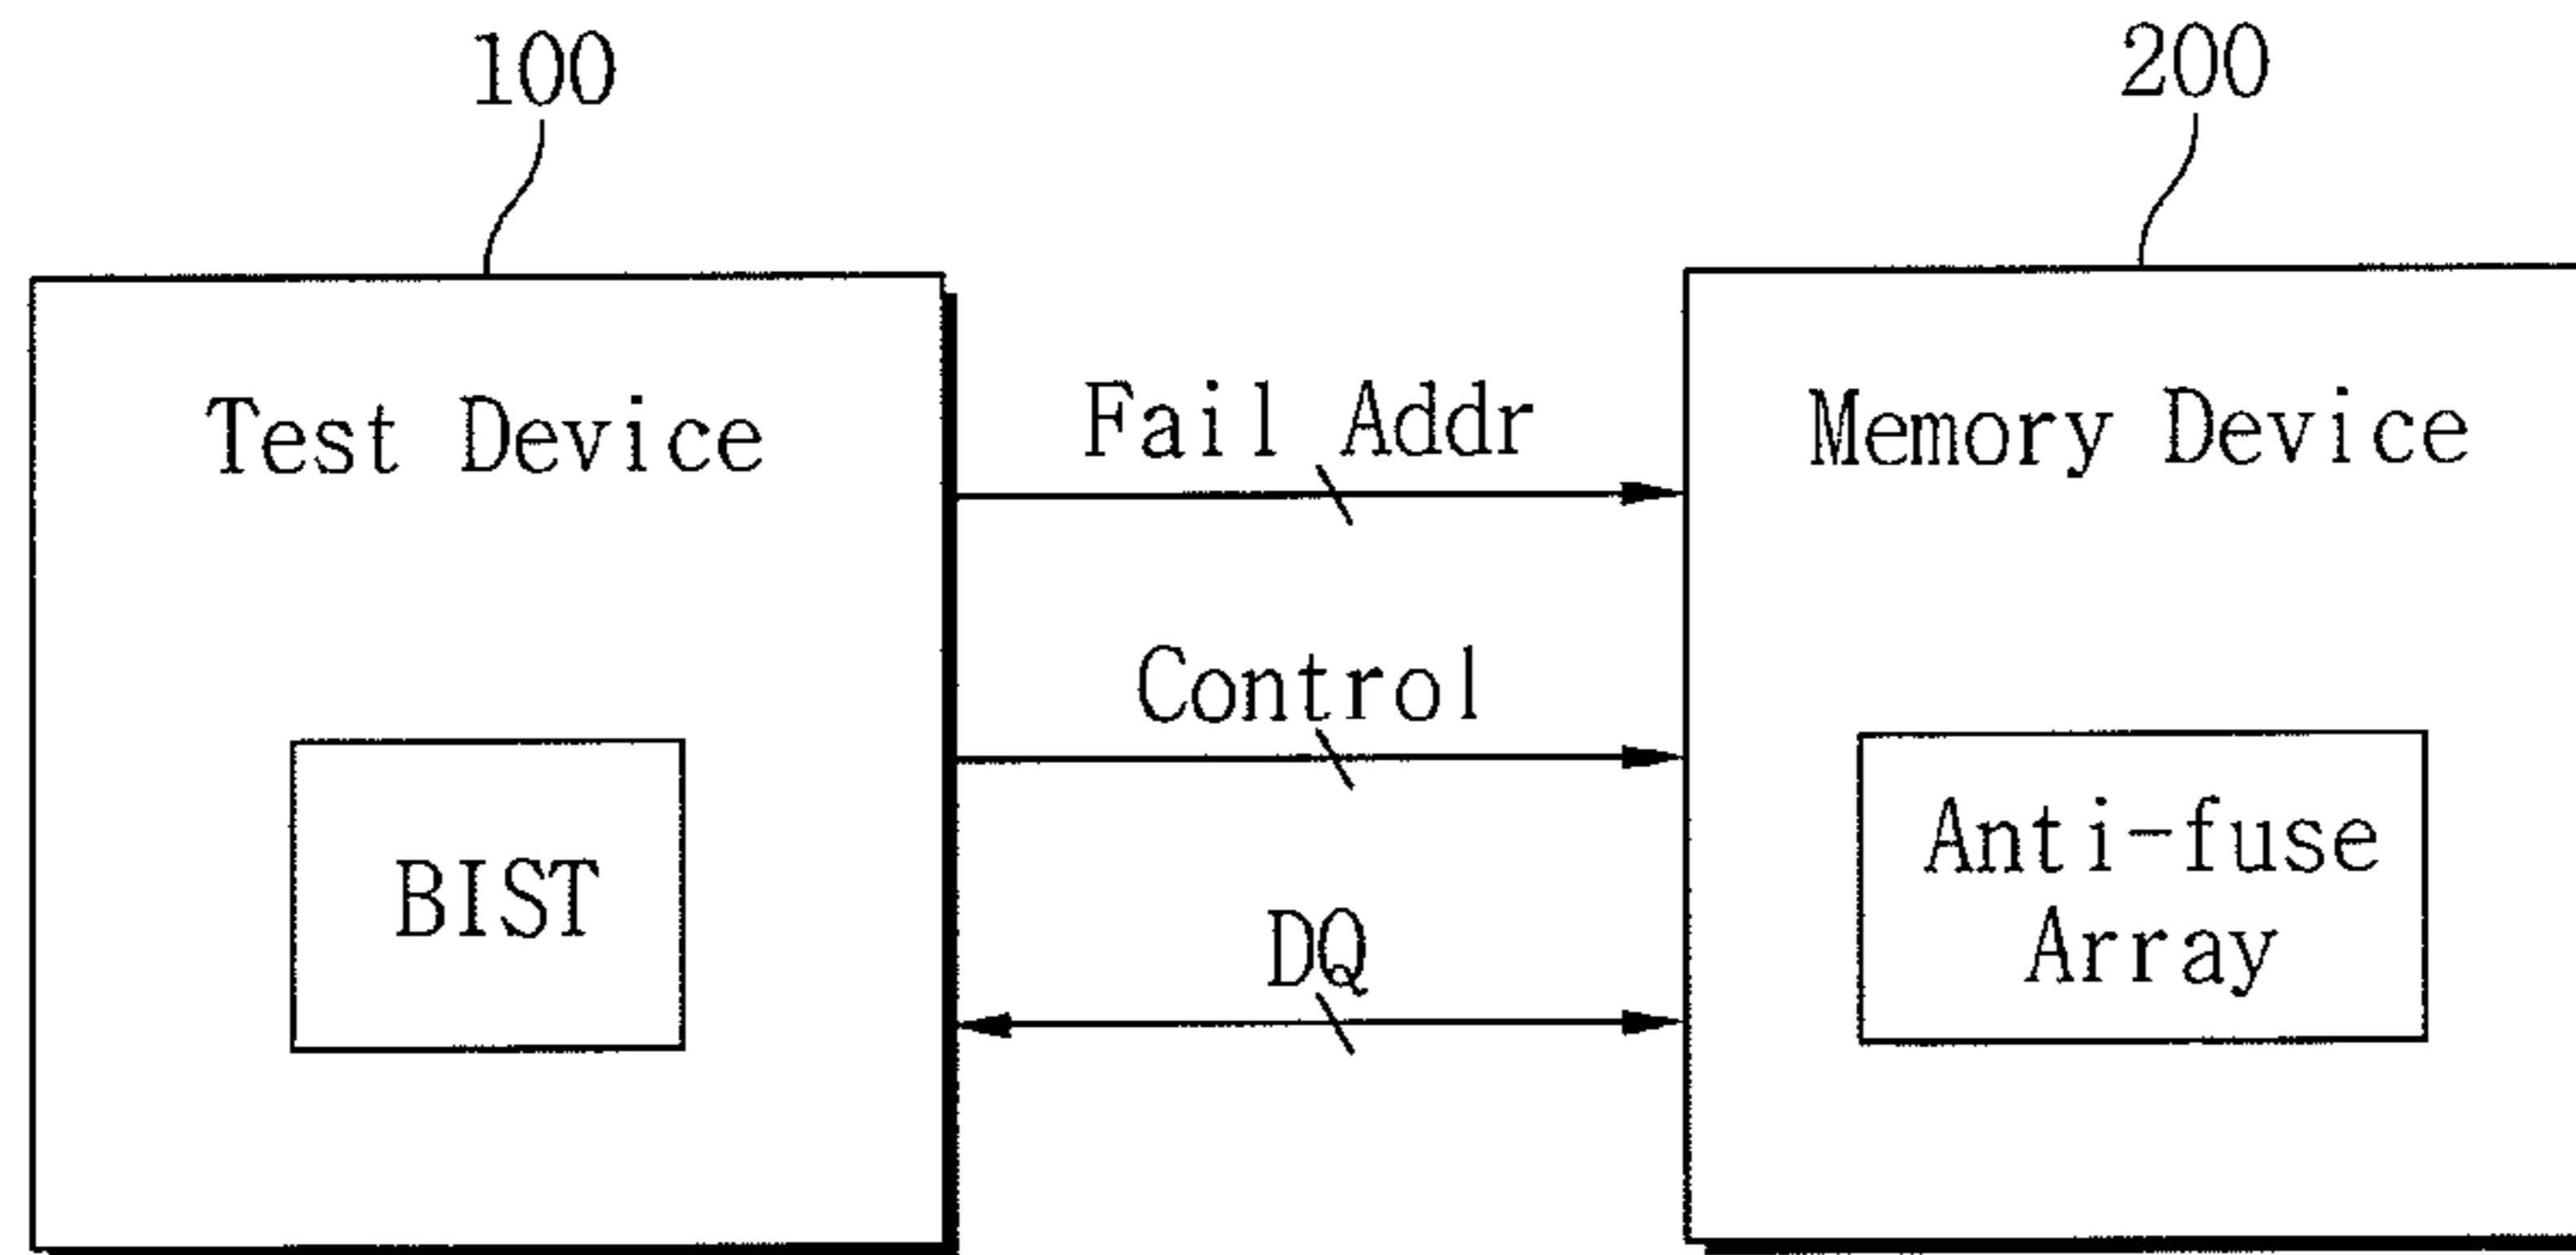 100
200
Test Device
Fail Addr
Memory Device
Control
BIST
Anti-fuse
Array
DQ